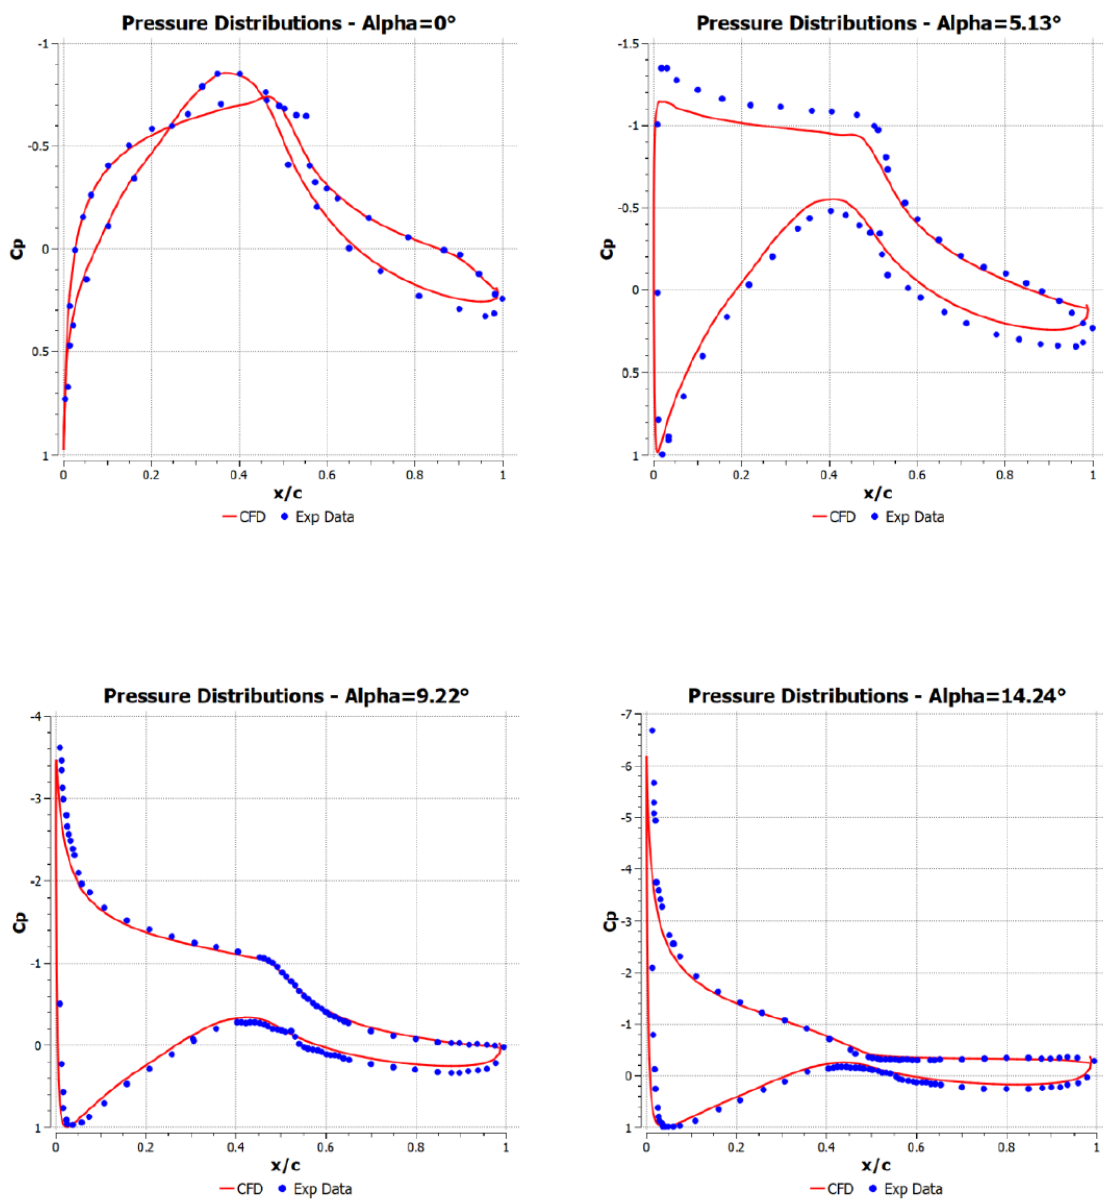 Pressure Distributions - Alpha=0°
-1
-0.5
0
0.5
1
Cp
0 0.2 0.4 0.6 0.8 1
x/c
CFD Exp Data
Pressure Distributions - Alpha=5.13°
-1.5
-1
-0.5
0
0.5
1
Cp
0 0.2 0.4 0.6 0.8 1
x/c
CFD Exp Data
Pressure Distributions - Alpha=9.22°
-4
-3
-2
-1
0
1
Cp
0 0.2 0.4 0.6 0.8 1
x/c
CFD Exp Data
Pressure Distributions - Alpha=14.24°
-7
-6
-5
-4
-3
-2
-1
0
1
Cp
0 0.2 0.4 0.6 0.8 1
x/c
CFD Exp Data